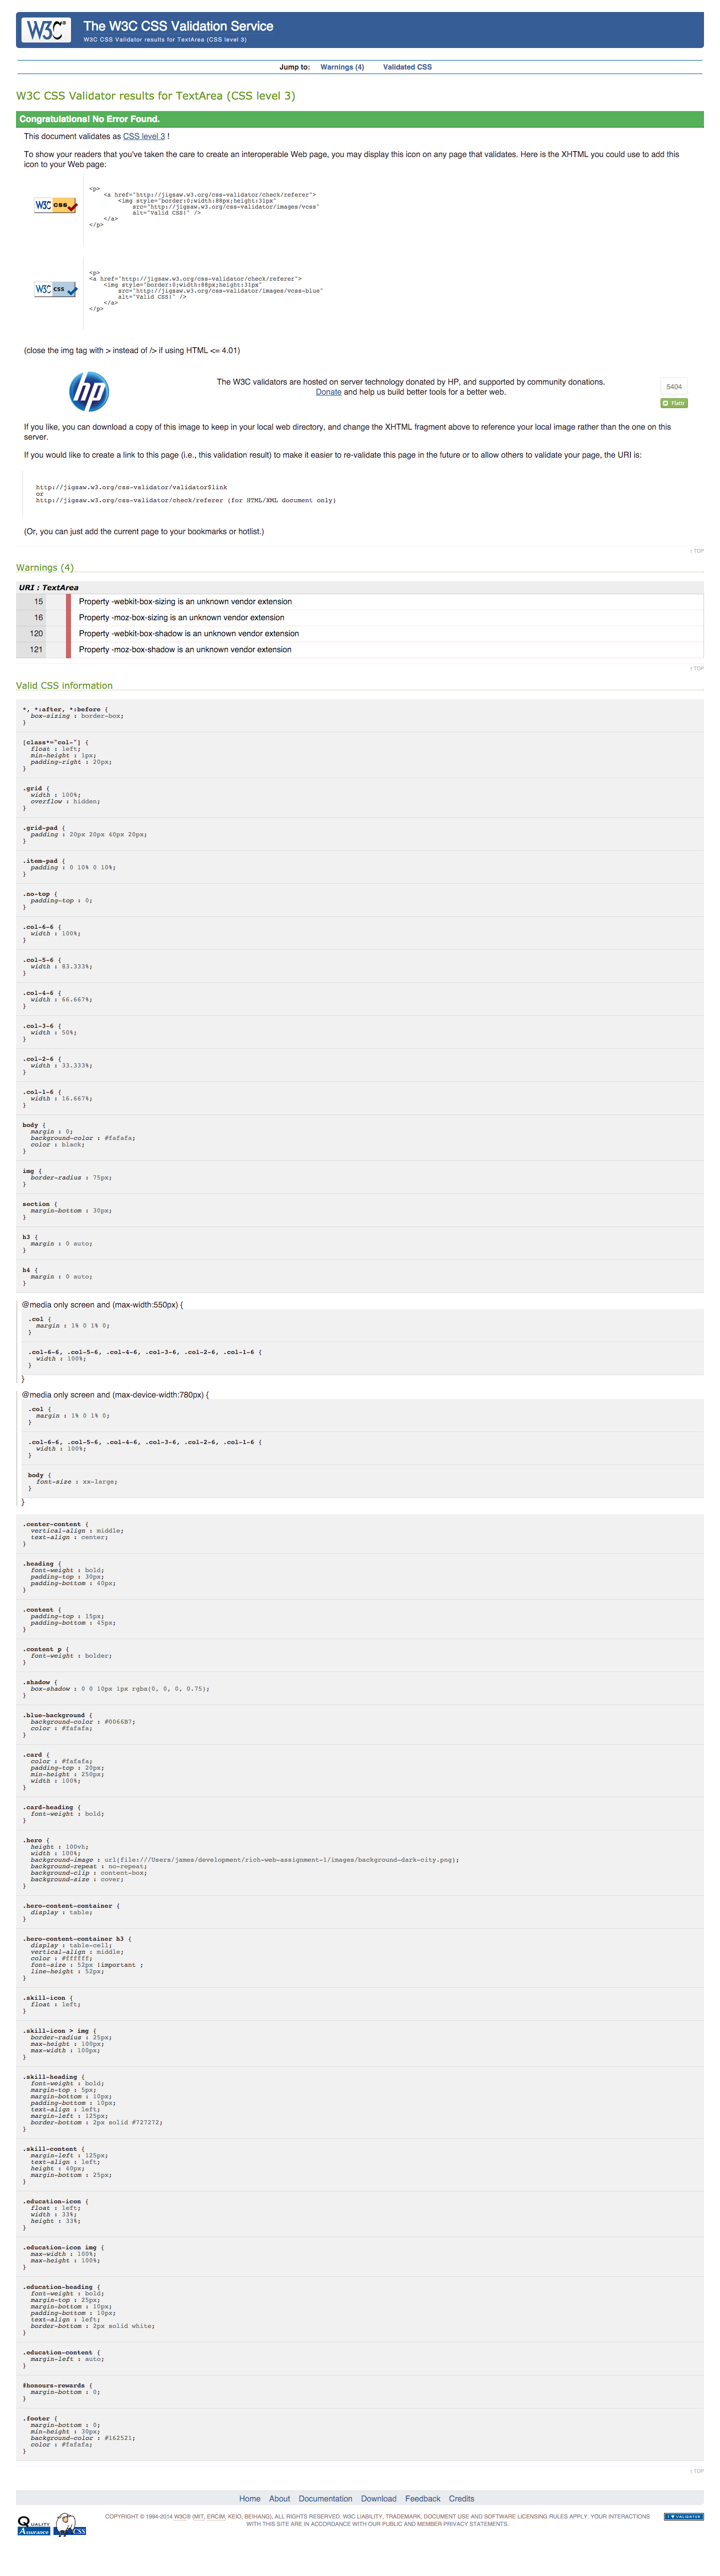 W3C®
The W3C CSS Validation Service
W3C CSS Validator results for TextArea (CSS level 3)
Jump to: Warnings (4) Validated CSS
W3C CSS Validator results for TextArea (CSS level 3)
Congratulations! No Error Found.
This document validates as CSS level 3 !
To show your readers that you've taken the care to create an interoperable Web page, you may display this icon on any page that validates. Here is the XHTML you could use to add this
icon to your Web page:
W3C css
<p>
<a href="http://jigsaw.w3.org/css-validator/check/referer">
<img style="border:0;width:88px;height:31px"
src="http://jigsaw.w3.org/css-validator/images/vcss"
alt="Valid CSS!" />
</a>
</p>
W3C css
<p>
<a href="http://jigsaw.w3.org/css-validator/check/referer">
<img style="border:0;width:88px;height:31px"
src="http://jigsaw.w3.org/css-validator/images/vcss-blue"
alt="Valid CSS!" />
</a>
</p>
(close the img tag with > instead of /> if using HTML <= 4.01)
hp
The W3C validators are hosted on server technology donated by HP, and supported by community donations.
Donate and help us build better tools for a better web.
5404
Flattr
If you like, you can download a copy of this image to keep in your local web directory, and change the XHTML fragment above to reference your local image rather than the one on this
server.
If you would like to create a link to this page (i.e., this validation result) to make it easier to re-validate this page in the future or to allow others to validate your page, the URI is:
http://jigsaw.w3.org/css-validator/validator$link
or
http://jigsaw.w3.org/css-validator/check/referer (for HTML/XML document only)
(Or, you can just add the current page to your bookmarks or hotlist.)
↑ TOP
Warnings (4)
URI : TextArea
15 Property -webkit-box-sizing is an unknown vendor extension
16 Property -moz-box-sizing is an unknown vendor extension
120 Property -webkit-box-shadow is an unknown vendor extension
121 Property -moz-box-shadow is an unknown vendor extension
↑ TOP
Valid CSS information
*, *:after, *:before {
box-sizing : border-box;
}
[class*="col-"] {
float : left;
min-height : 1px;
padding-right : 20px;
}
.grid {
width : 100%;
overflow : hidden;
}
.grid-pad {
padding : 20px 20px 40px 20px;
}
.item-pad {
padding : 0 10% 0 10%;
}
.no-top {
padding-top : 0;
}
.col-6-6 {
width : 100%;
}
.col-5-6 {
width : 83.333%;
}
.col-4-6 {
width : 66.667%;
}
.col-3-6 {
width : 50%;
}
.col-2-6 {
width : 33.333%;
}
.col-1-6 {
width : 16.667%;
}
body {
margin : 0;
background-color : #fafafa;
color : black;
}
img {
border-radius : 75px;
}
section {
margin-bottom : 30px;
}
h3 {
margin : 0 auto;
}
h4 {
margin : 0 auto;
}
@media only screen and (max-width:550px) {
.col {
margin : 1% 0 1% 0;
}
.col-6-6, .col-5-6, .col-4-6, .col-3-6, .col-2-6, .col-1-6 {
width : 100%;
}
}
@media only screen and (max-device-width:780px) {
.col {
margin : 1% 0 1% 0;
}
.col-6-6, .col-5-6, .col-4-6, .col-3-6, .col-2-6, .col-1-6 {
width : 100%;
}
body {
font-size : xx-large;
}
}
.center-content {
vertical-align : middle;
text-align : center;
}
.heading {
font-weight : bold;
padding-top : 30px;
padding-bottom : 40px;
}
.content {
padding-top : 15px;
padding-bottom : 45px;
}
.content p {
font-weight : bolder;
}
.shadow {
box-shadow : 0 0 10px 1px rgba(0, 0, 0, 0.75);
}
.blue-background {
background-color : #0066B7;
color : #fafafa;
}
.card {
color : #fafafa;
padding-top : 20px;
min-height : 250px;
width : 100%;
}
.card-heading {
font-weight : bold;
}
.hero {
height : 100vh;
width : 100%;
background-image : url(file:///Users/james/development/rich-web-assignment-1/images/background-dark-city.png);
background-repeat : no-repeat;
background-clip : content-box;
background-size : cover;
}
.hero-content-container {
display : table;
}
.hero-content-container h3 {
display : table-cell;
vertical-align : middle;
color : #ffffff;
font-size : 52px !important ;
line-height : 52px;
}
.skill-icon {
float : left;
}
.skill-icon > img {
border-radius : 25px;
max-height : 100px;
max-width : 100px;
}
.skill-heading {
font-weight : bold;
margin-top : 5px;
margin-bottom : 10px;
padding-bottom : 10px;
text-align : left;
margin-left : 125px;
border-bottom : 2px solid #727272;
}
.skill-content {
margin-left : 125px;
text-align : left;
height : 40px;
margin-bottom : 25px;
}
.education-icon {
float : left;
width : 33%;
height : 33%;
}
.education-icon img {
max-width : 100%;
max-height : 100%;
}
.education-heading {
font-weight : bold;
margin-top : 25px;
margin-bottom : 10px;
padding-bottom : 10px;
text-align : left;
border-bottom : 2px solid white;
}
.education-content {
margin-left : auto;
}
#honours-rewards {
margin-bottom : 0;
}
.footer {
margin-bottom : 0;
min-height : 30px;
background-color : #162521;
color : #fafafa;
}
↑ TOP
Home About Documentation Download Feedback Credits
Quality Assurance
CSS
COPYRIGHT © 1994-2014 W3C® (MIT, ERCIM, KEIO, BEIHANG), ALL RIGHTS RESERVED. W3C LIABILITY, TRADEMARK, DOCUMENT USE AND SOFTWARE LICENSING RULES APPLY. YOUR INTERACTIONS
WITH THIS SITE ARE IN ACCORDANCE WITH OUR PUBLIC AND MEMBER PRIVACY STATEMENTS.
I ♥ VALIDATOR